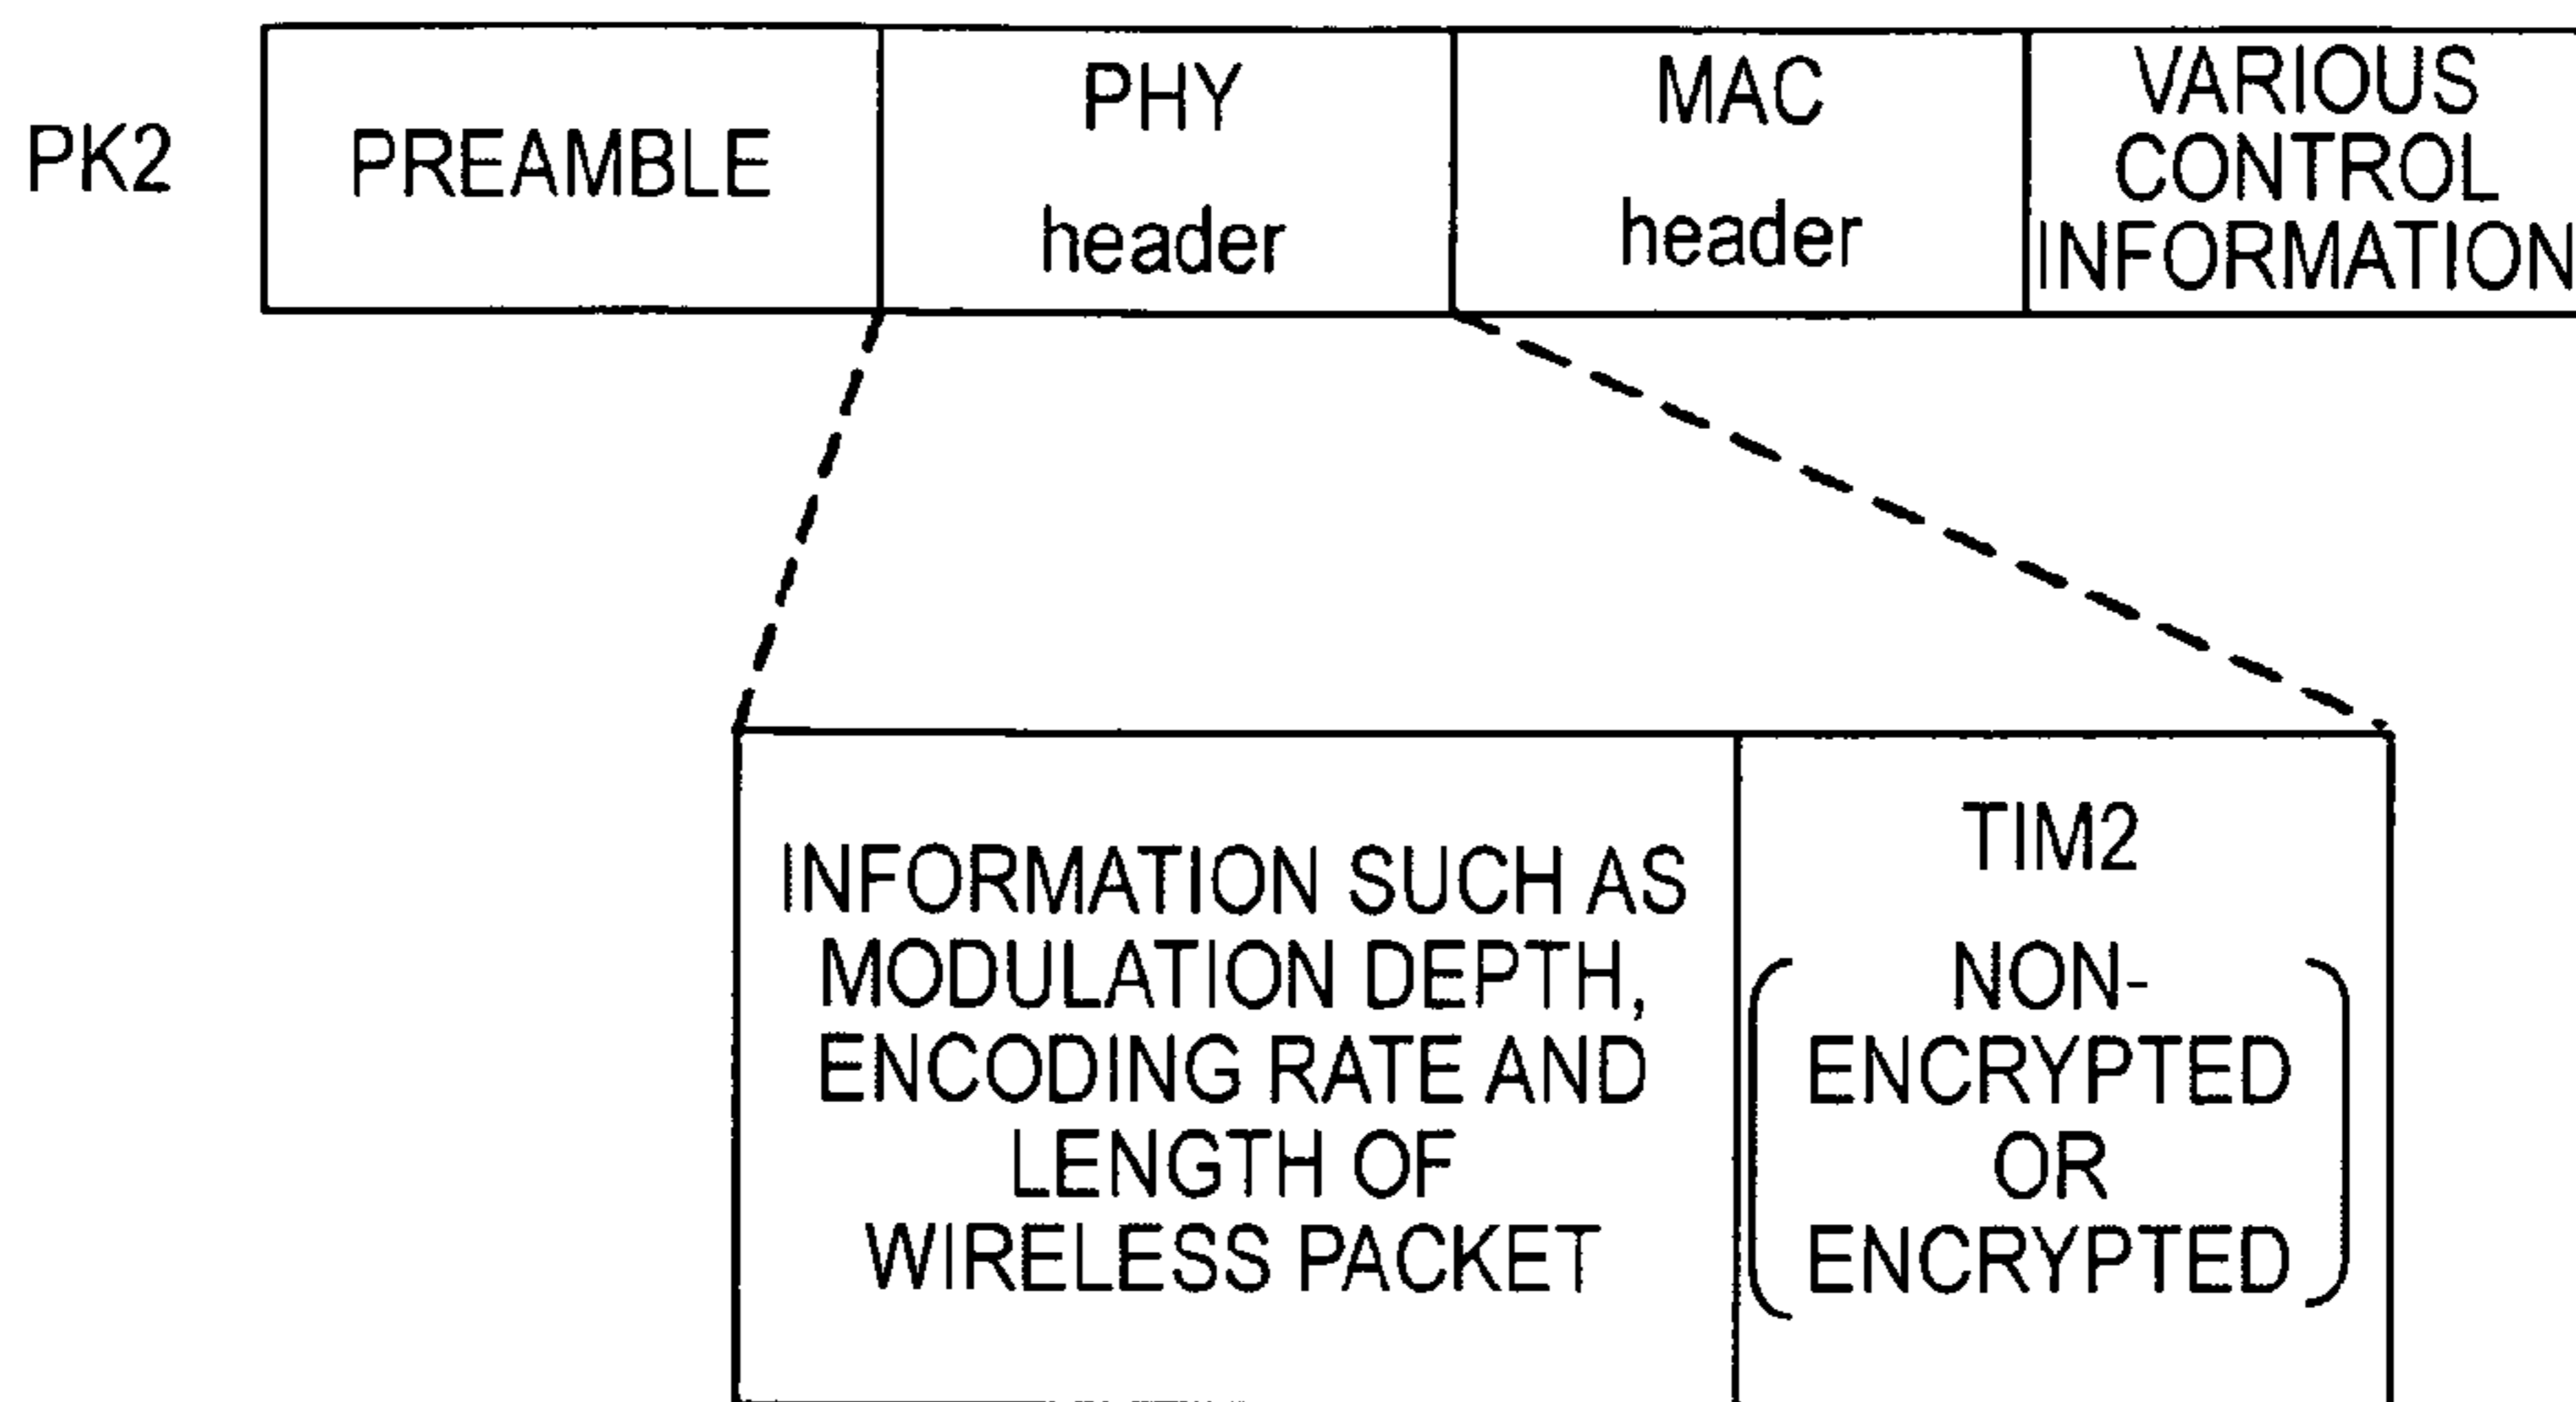 PK2
PREAMBLE
PHY
header
MAC
header
VARIOUS
CONTROL
INFORMATION
INFORMATION SUCH AS
MODULATION DEPTH,
ENCODING RATE AND
LENGTH OF
WIRELESS PACKET
TIM2
NON-
ENCRYPTED
OR
ENCRYPTED